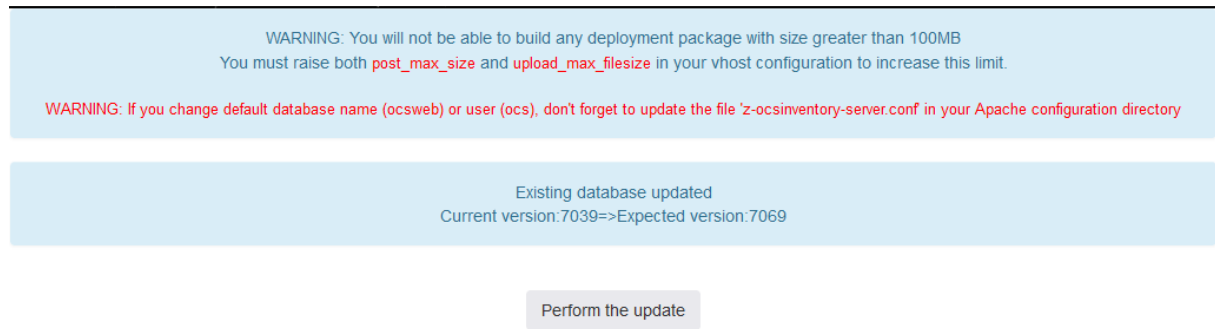 WARNING: You will not be able to build any deployment package with size greater than 100MB
You must raise both post_max_size and upload_max_filesize in your vhost configuration to increase this limit.
WARNING: If you change default database name (ocsweb) or user (ocs), don't forget to update the file 'z-ocsinventory-server.conf' in your Apache configuration directory
Existing database updated
Current version:7039=>Expected version:7069
Perform the update